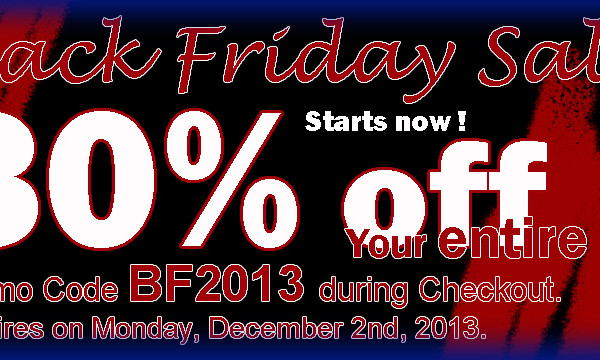 ack Friday Sal
Starts now !
30% off
Your entire
mo Code BF2013 during Checkout.
ires on Monday, December 2nd, 2013.